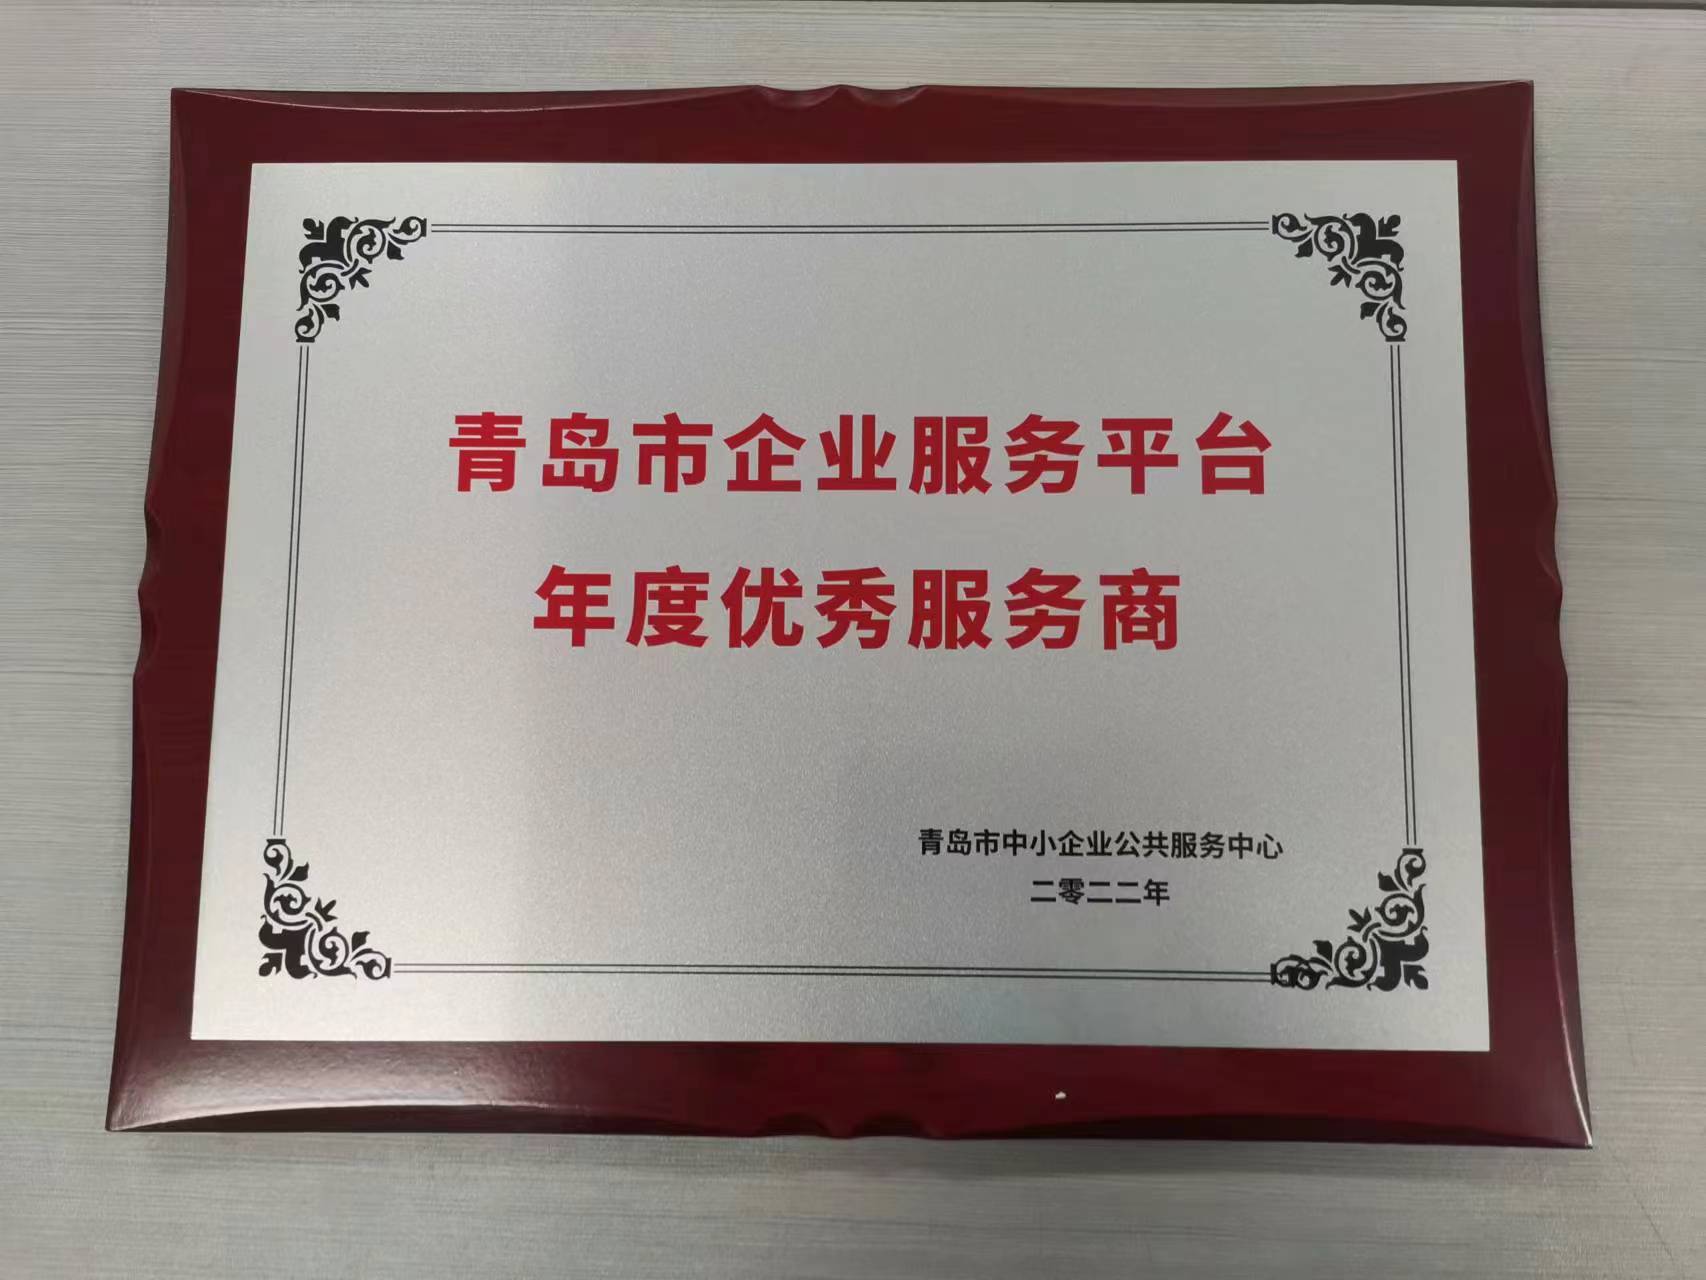 青岛市企业服务平台
年度优秀服务商
青岛市中小企业公共服务中心
二零二二年